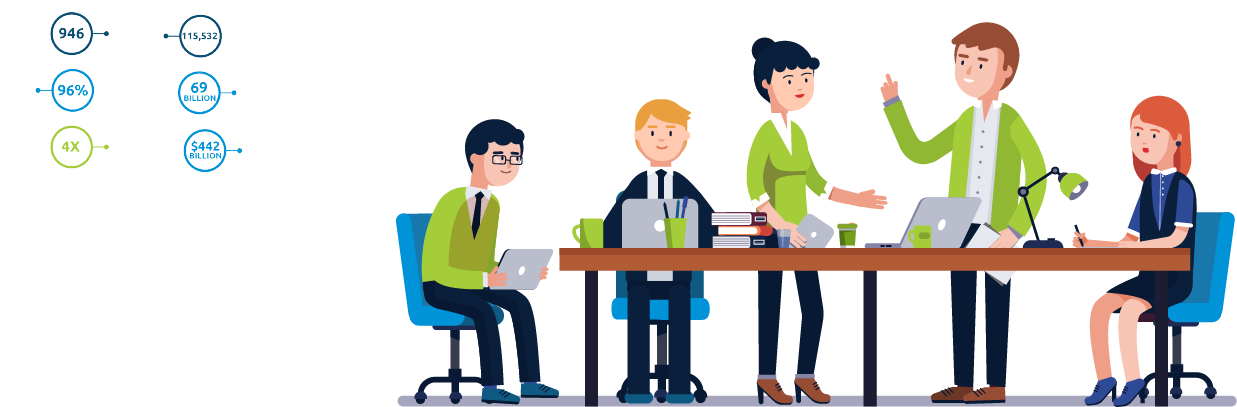 946
115,532
96%
69
BILLION
4X
$442
BILLION